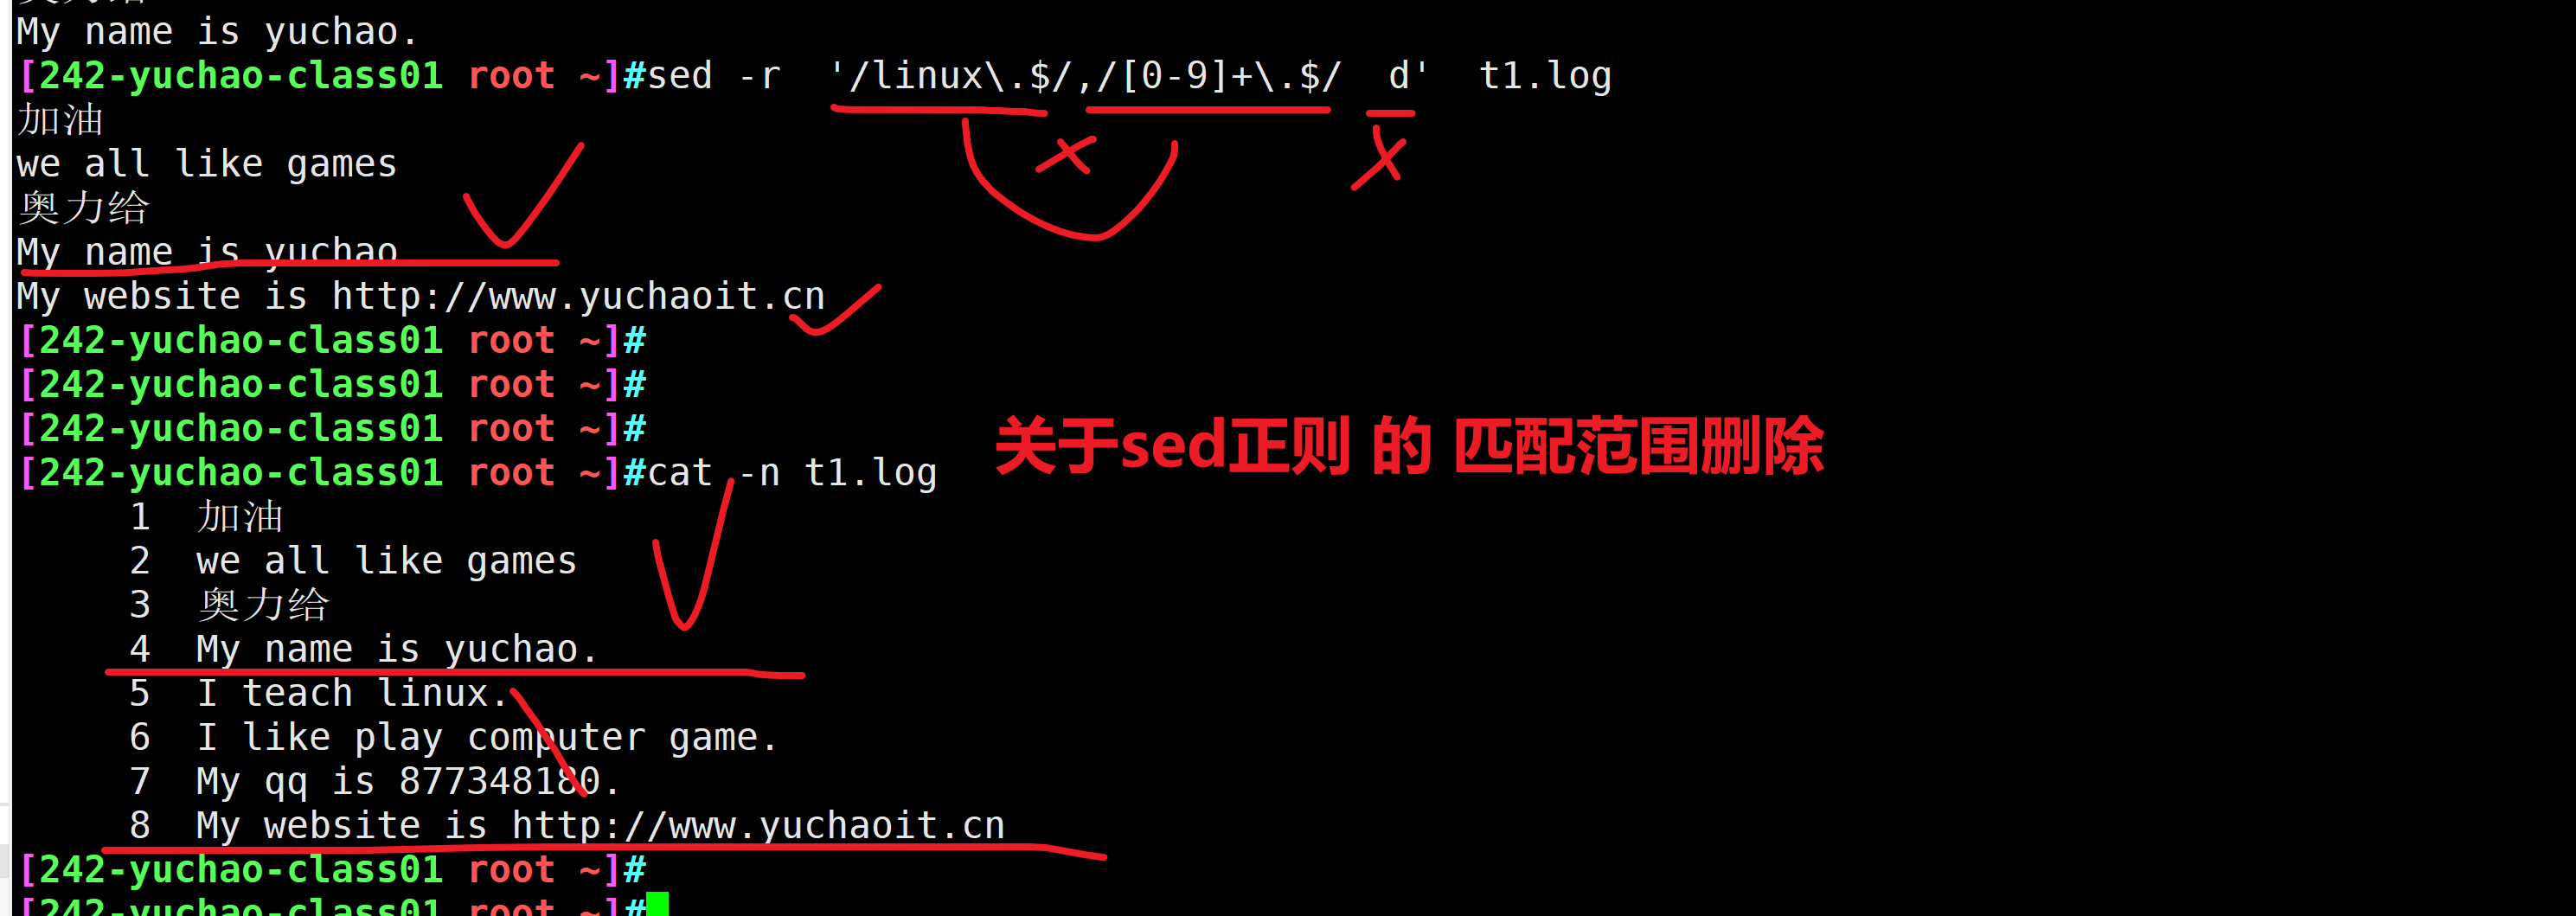 My name is yuchao.
[242-yuchao-class01 root ~]#sed -r  '/linux\.$/,/[0-9]+\.$/  d'  t1.log
加油
we all like games
奥力给
My name is yuchao
My website is http://www.yuchaoit.cn
[242-yuchao-class01 root ~]#
[242-yuchao-class01 root ~]#
[242-yuchao-class01 root ~]#
关于sed正则 的 匹配范围删除
[242-yuchao-class01 root ~]#cat -n t1.log
1  加油
2  we all like games
3  奥力给
4  My name is yuchao.
5  I teach linux.
6  I like play computer game.
7  My qq is 877348180.
8  My website is http://www.yuchaoit.cn
[242-yuchao-class01 root ~]#
[242-yuchao-class01 root ~]#